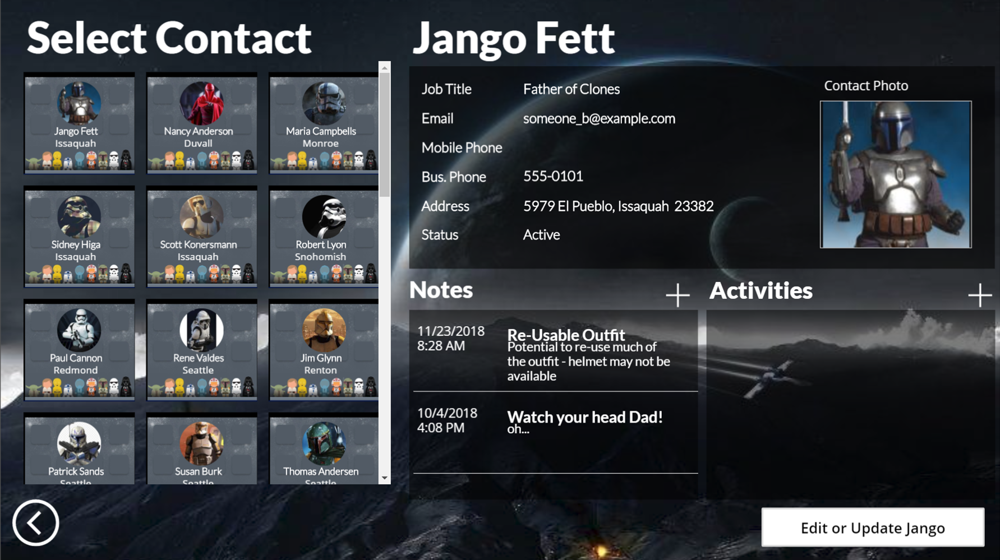 Select Contact
Jango Fett
Issaquah
Nancy Anderson
Duvall
Maria Campbells
Monroe
Sidney Higa
Issaquah
Scott Konersmann
Issaquah
Robert Lyon
Snohomish
Paul Cannon
Redmond
Rene Valdes
Seattle
Jim Glynn
Renton
Patrick Sands
Seattle
Susan Burk
Seattle
Thomas Andersen
Seattle
Jango Fett
Job Title Father of Clones
Email someone_b@example.com
Mobile Phone
Bus. Phone 555-0101
Address 5979 El Pueblo, Issaquah 23382
Status Active
Contact Photo
Notes
11/23/2018
8:28 AM
Re-Usable Outfit
Potential to re-use much of
the outfit - helmet may not be
available
10/4/2018
4:08 PM
Watch your head Dad!
oh...
Activities
Edit or Update Jango